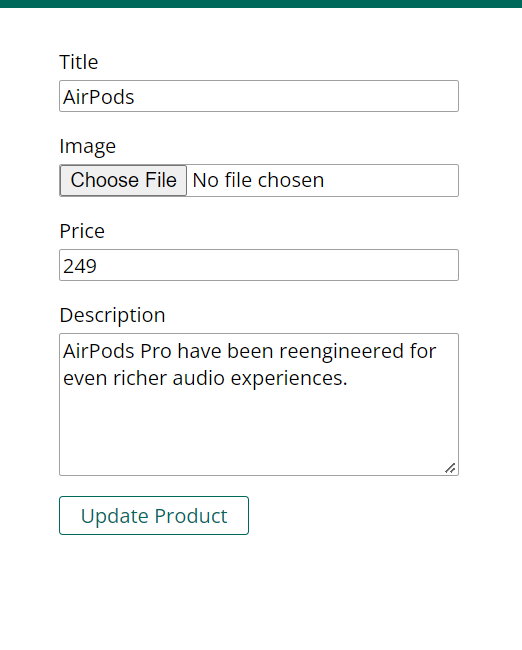 Title
AirPods
Image
Choose File No file chosen
Price
249
Description
AirPods Pro have been reengineered for
even richer audio experiences.
Update Product